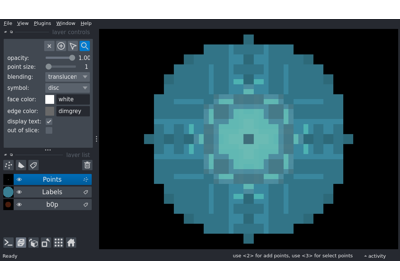 File View Plugins Window Help
layer controls
opacity: 1.00
point size: 1
blending: translucen
symbol: disc
face color: white
edge color: dimgrey
display text:
out of slice:
layer list
Points
Labels
b0p
Ready
use <2> for add points, use <3> for select points
activity